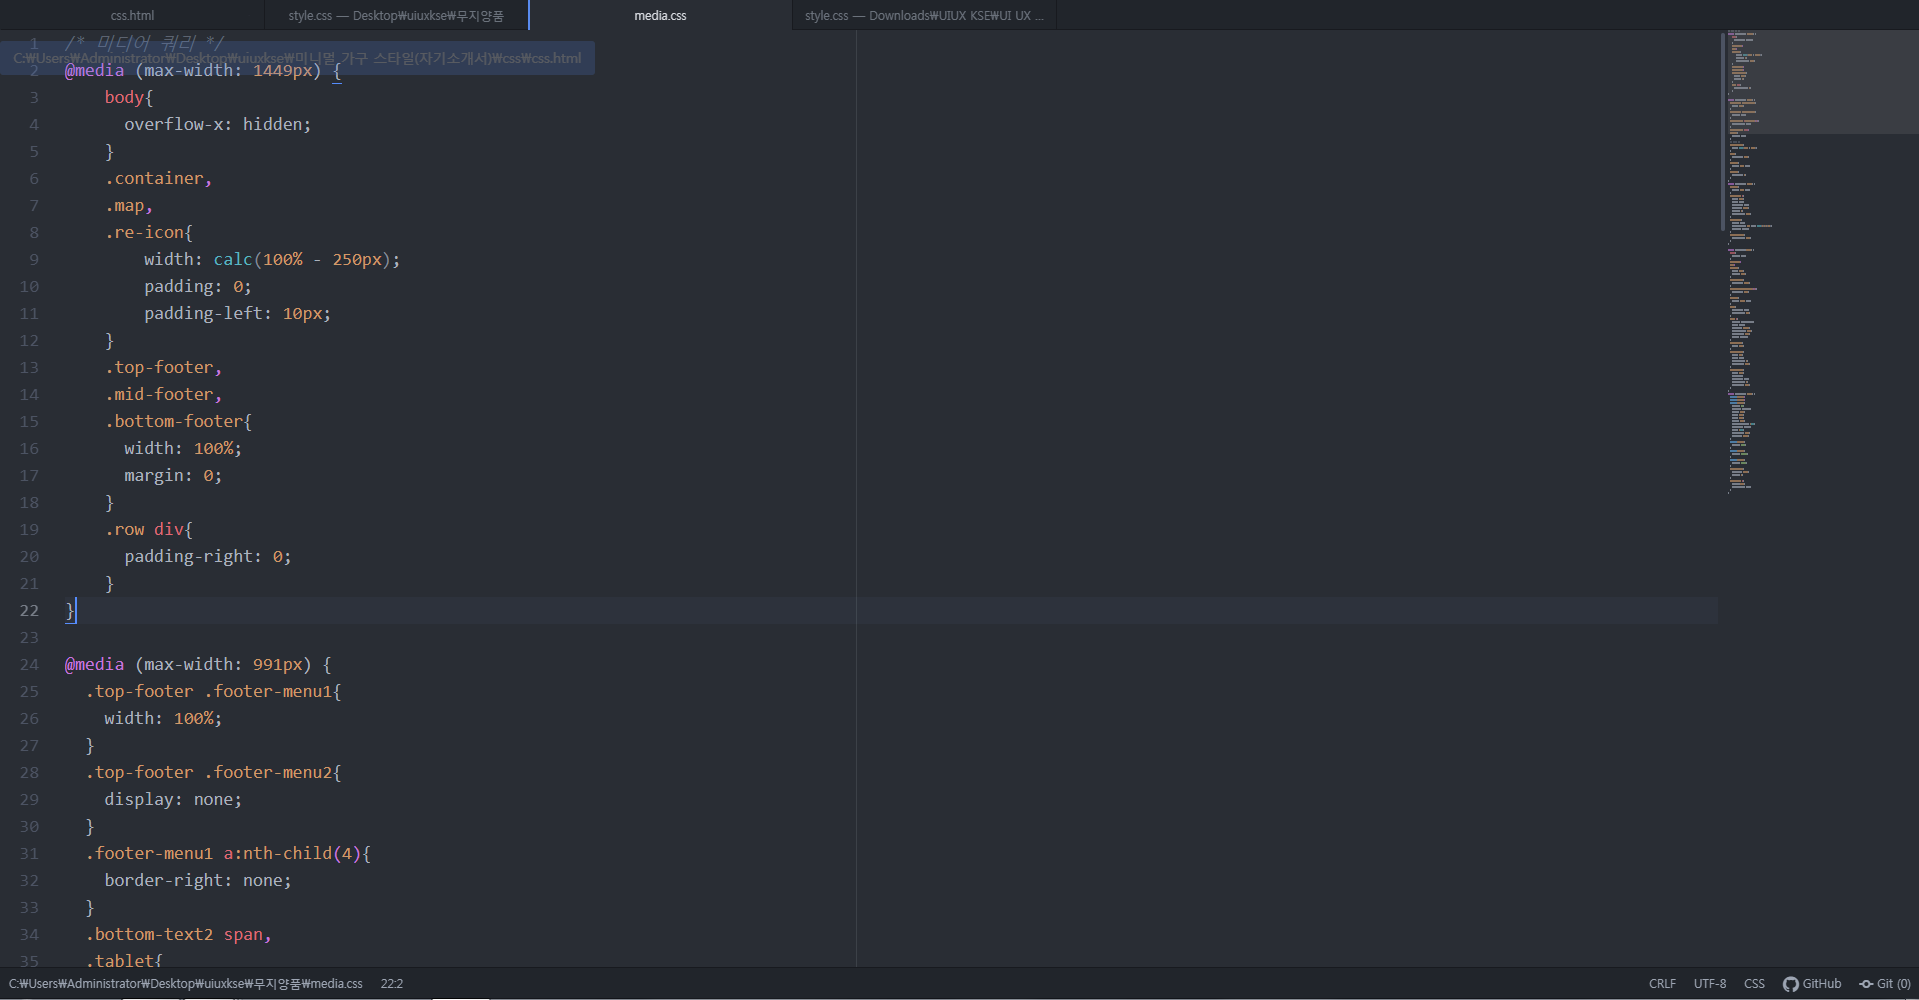 css.html
style.css — Desktop₩uiuxkse₩무지양품
media.css
style.css — Downloads₩UIUX KSE₩UI UX ...
1 /* 미디어 쿼리 */
C:₩Users₩Administrator₩Desktop₩uiuxkse₩미니멀 가구 스타일(자기소개서)₩css₩css.html
2 @media (max-width: 1449px) {
3 body{
4 overflow-x: hidden;
5 }
6 .container,
7 .map,
8 .re-icon{
9 width: calc(100% - 250px);
10 padding: 0;
11 padding-left: 10px;
12 }
13 .top-footer,
14 .mid-footer,
15 .bottom-footer{
16 width: 100%;
17 margin: 0;
18 }
19 .row div{
20 padding-right: 0;
21 }
22 }
23
24 @media (max-width: 991px) {
25 .top-footer .footer-menu1{
26 width: 100%;
27 }
28 .top-footer .footer-menu2{
29 display: none;
30 }
31 .footer-menu1 a:nth-child(4){
32 border-right: none;
33 }
34 .bottom-text2 span,
35 .tablet{
C:₩Users₩Administrator₩Desktop₩uiuxkse₩무지양품₩media.css 22:2 CRLF UTF-8 CSS GitHub Git (0)